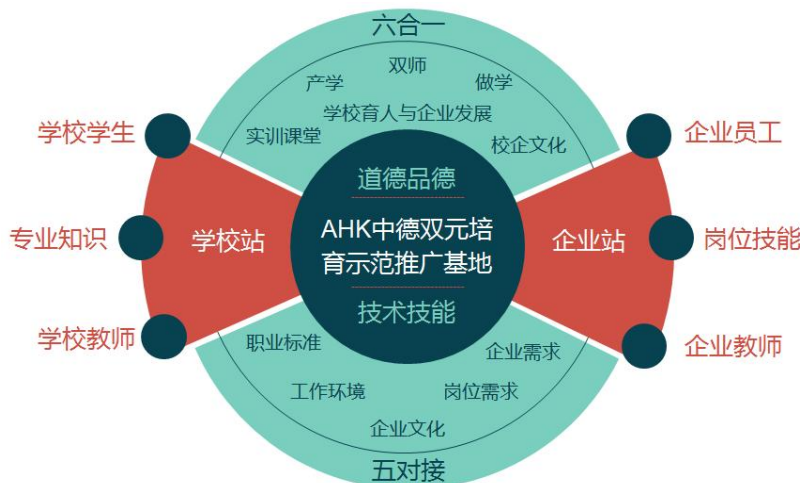 六合一
双师
产学
做学
学校育人与企业发展
实训课堂
校企文化
学校学生
企业员工
道德品德
专业知识
学校站
AHK中德双元培
育示范推广基地
企业站
岗位技能
技术技能
学校教师
企业教师
职业标准
企业需求
工作环境
岗位需求
企业文化
五对接